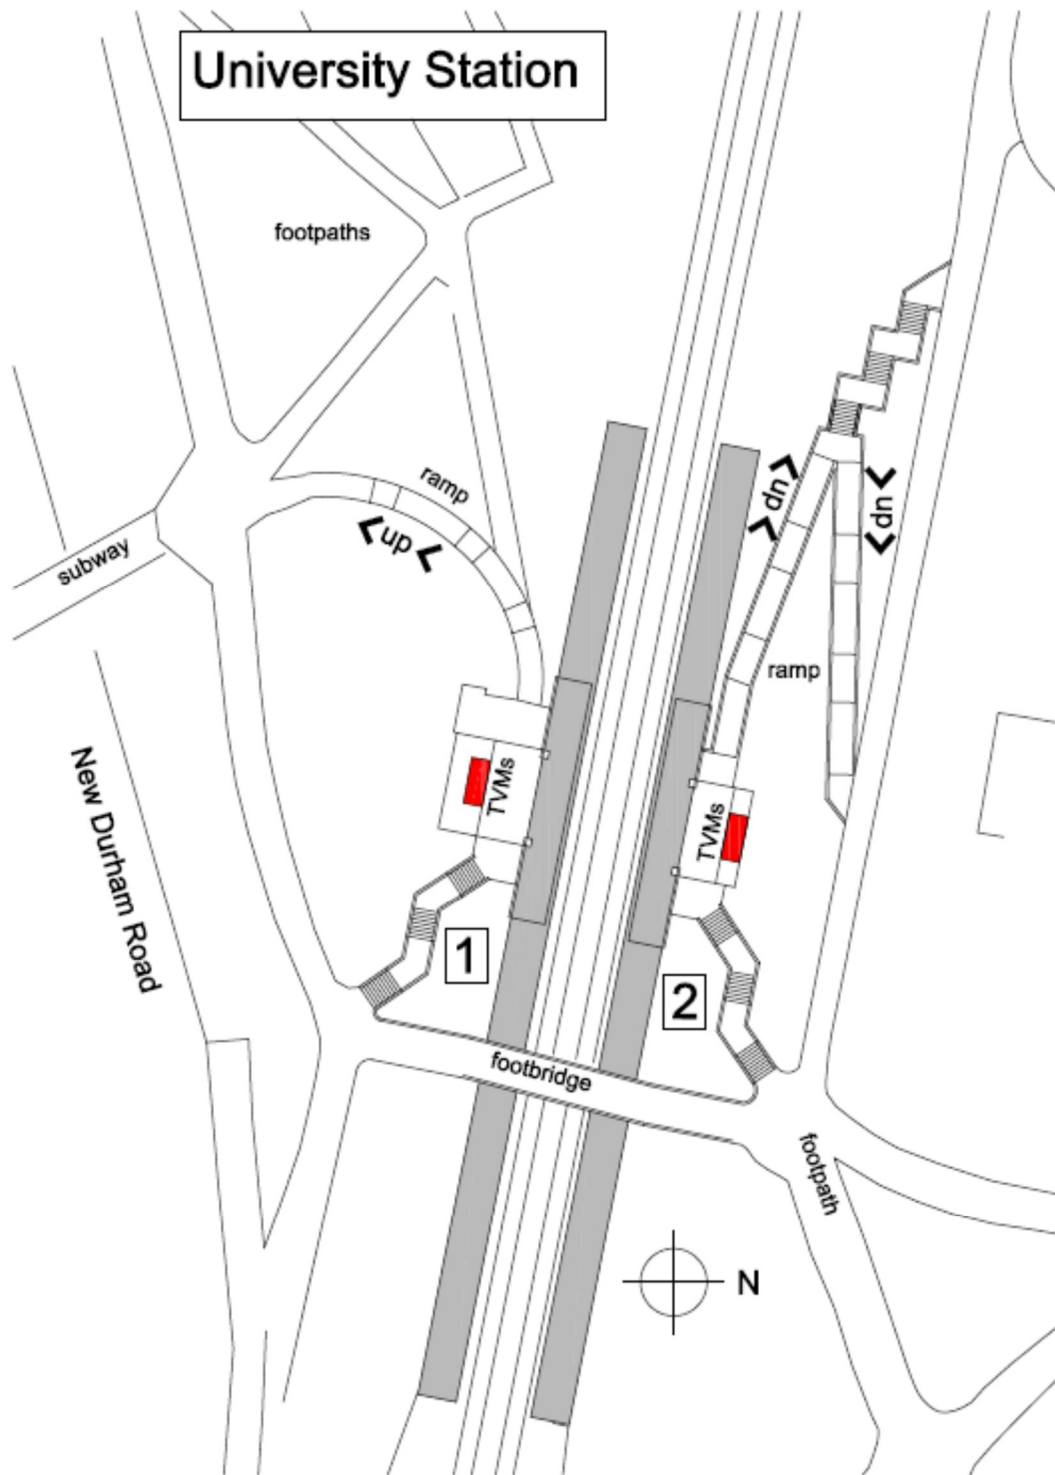 University Station
footpaths
ramp
up
dn
dn
subway
ramp
TVMs
TVMs
New Durham Road
1
2
footbridge
footpath
N